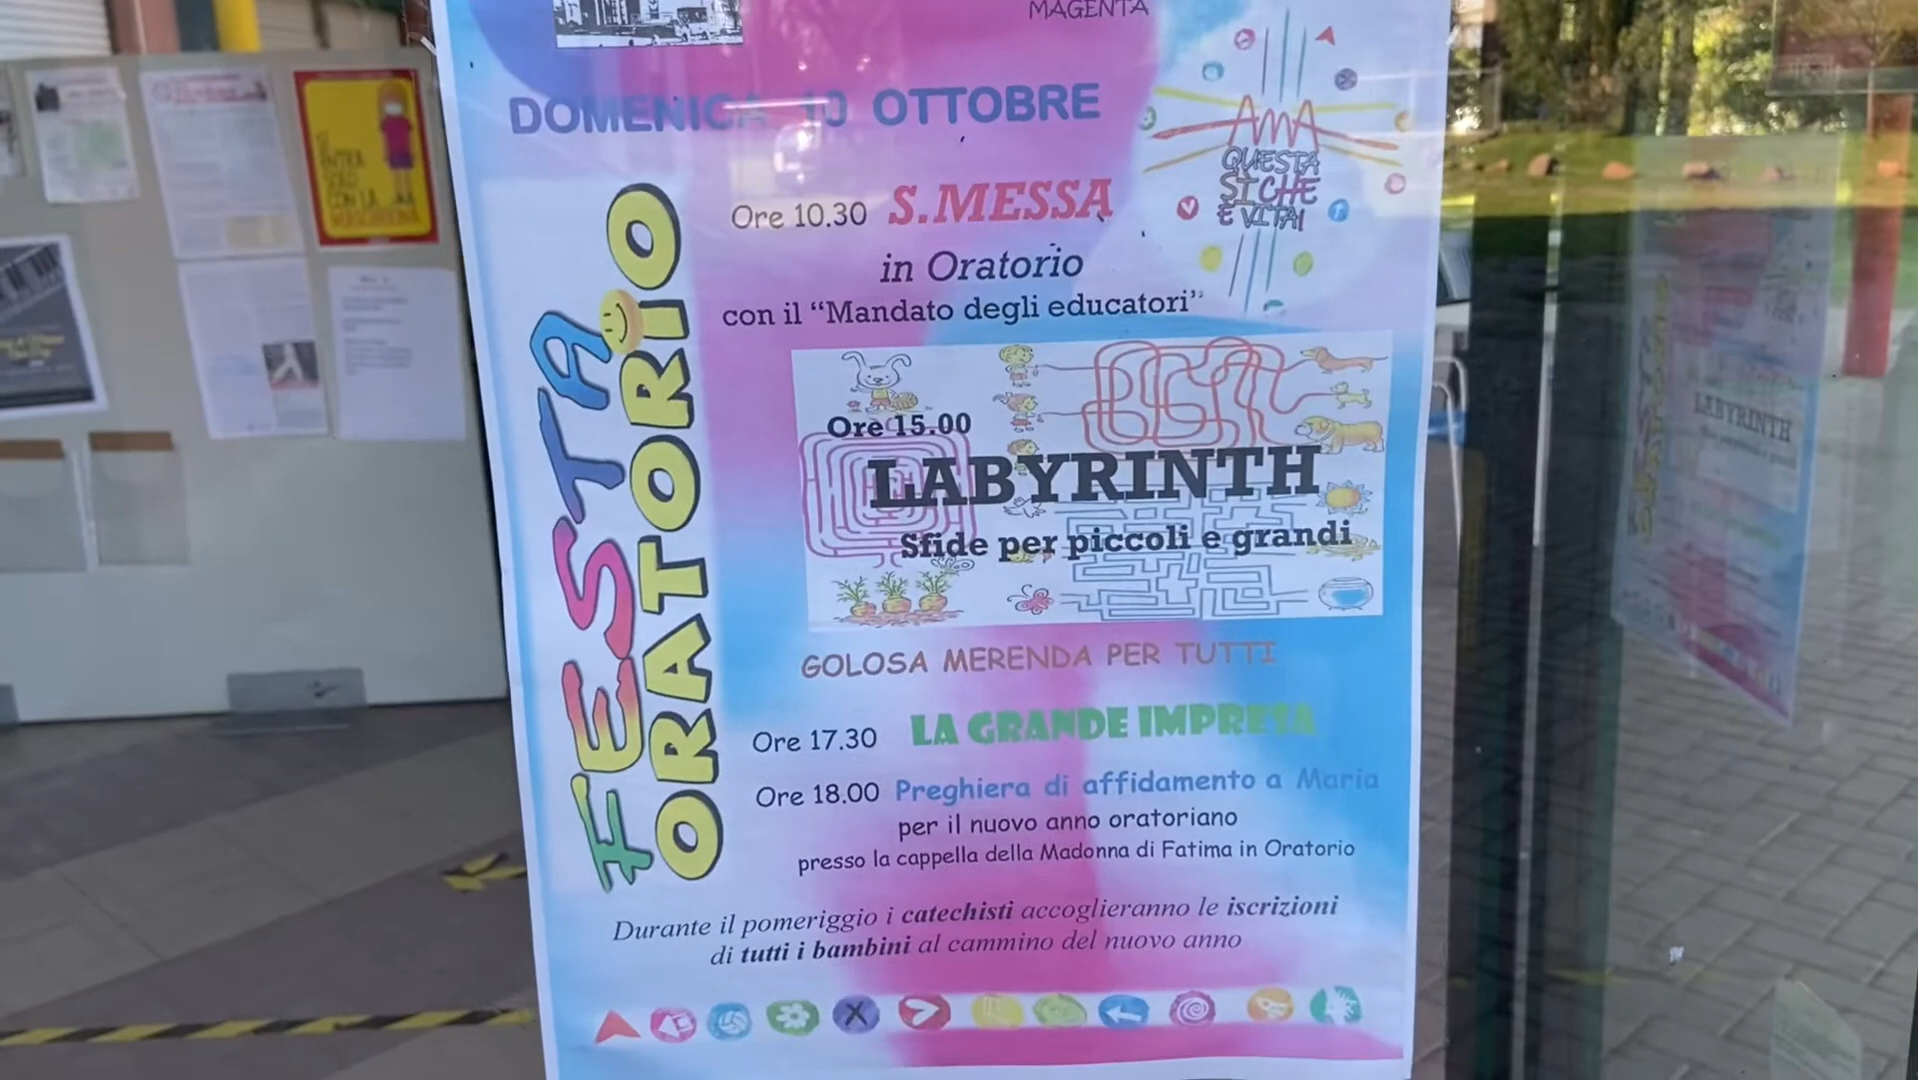 MAGENTA
DOMENICA 10 OTTOBRE
AMA
QUESTA
SI CHE
È VITA!
FESTA
ORATORIO
Ore 10.30 S.MESSA
in Oratorio
con il “Mandato degli educatori”
Ore 15.00
LABYRINTH
Sfide per piccoli e grandi
GOLOSA MERENDA PER TUTTI
Ore 17.30 LA GRANDE IMPRESA
Ore 18.00 Preghiera di affidamento a Maria
per il nuovo anno oratoriano
presso la cappella della Madonna di Fatima in Oratorio
Durante il pomeriggio i catechisti accoglieranno le iscrizioni
di tutti i bambini al cammino del nuovo anno
SOLO
CON LA
MASCHERINA
LABYRINTH